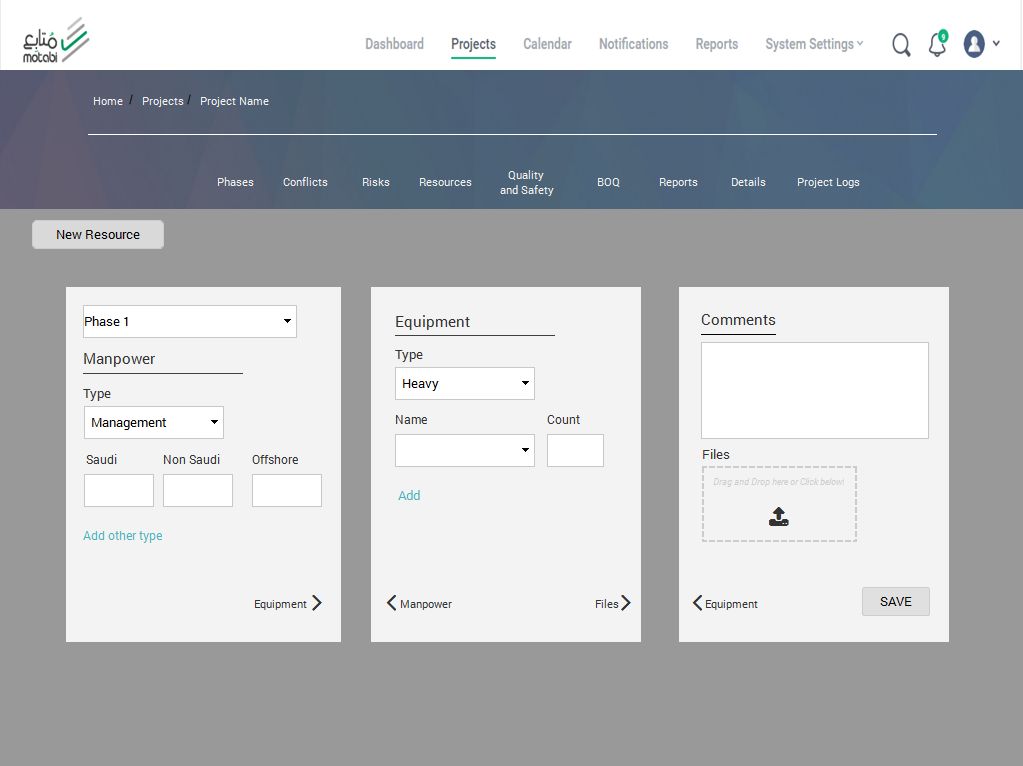 مُتابع
motabi
Dashboard Projects Calendar Notifications Reports System Settings
9
Home / Projects / Project Name
Phases Conflicts Risks Resources Quality and Safety BOQ Reports Details Project Logs
New Resource
Phase 1
Manpower
Type
Management
Saudi Non Saudi Offshore
Add other type
Equipment
Equipment
Type
Heavy
Name Count
Add
Manpower Files
Comments
Files
Drag and Drop here or Click below!
Equipment SAVE